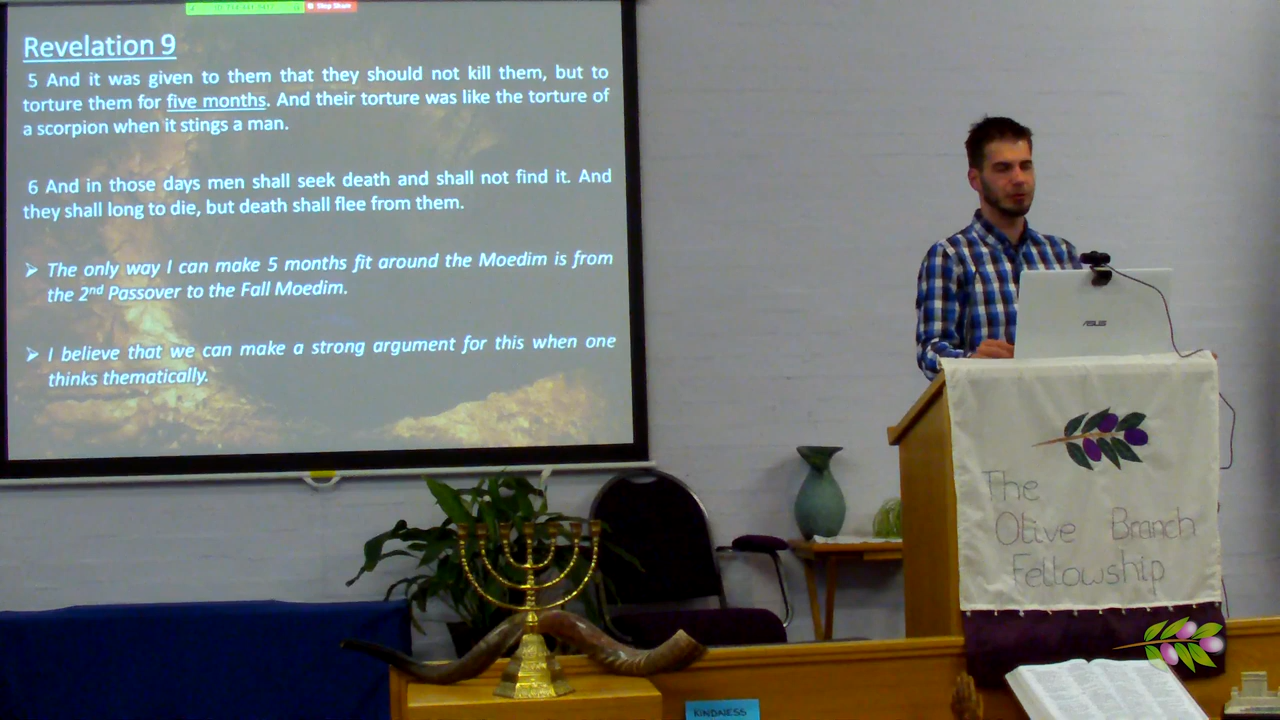 Stop Share
Revelation 9
5 And it was given to them that they should not kill them, but to
torture them for five months. And their torture was like the torture of
a scorpion when it stings a man.
6 And in those days men shall seek death and shall not find it. And
they shall long to die, but death shall flee from them.
➢ The only way I can make 5 months fit around the Moedim is from
the 2nd Passover to the Fall Moedim.
➢ I believe that we can make a strong argument for this when one
thinks thematically.
ASUS
The
Olive Branch
Fellowship
KINDNESS